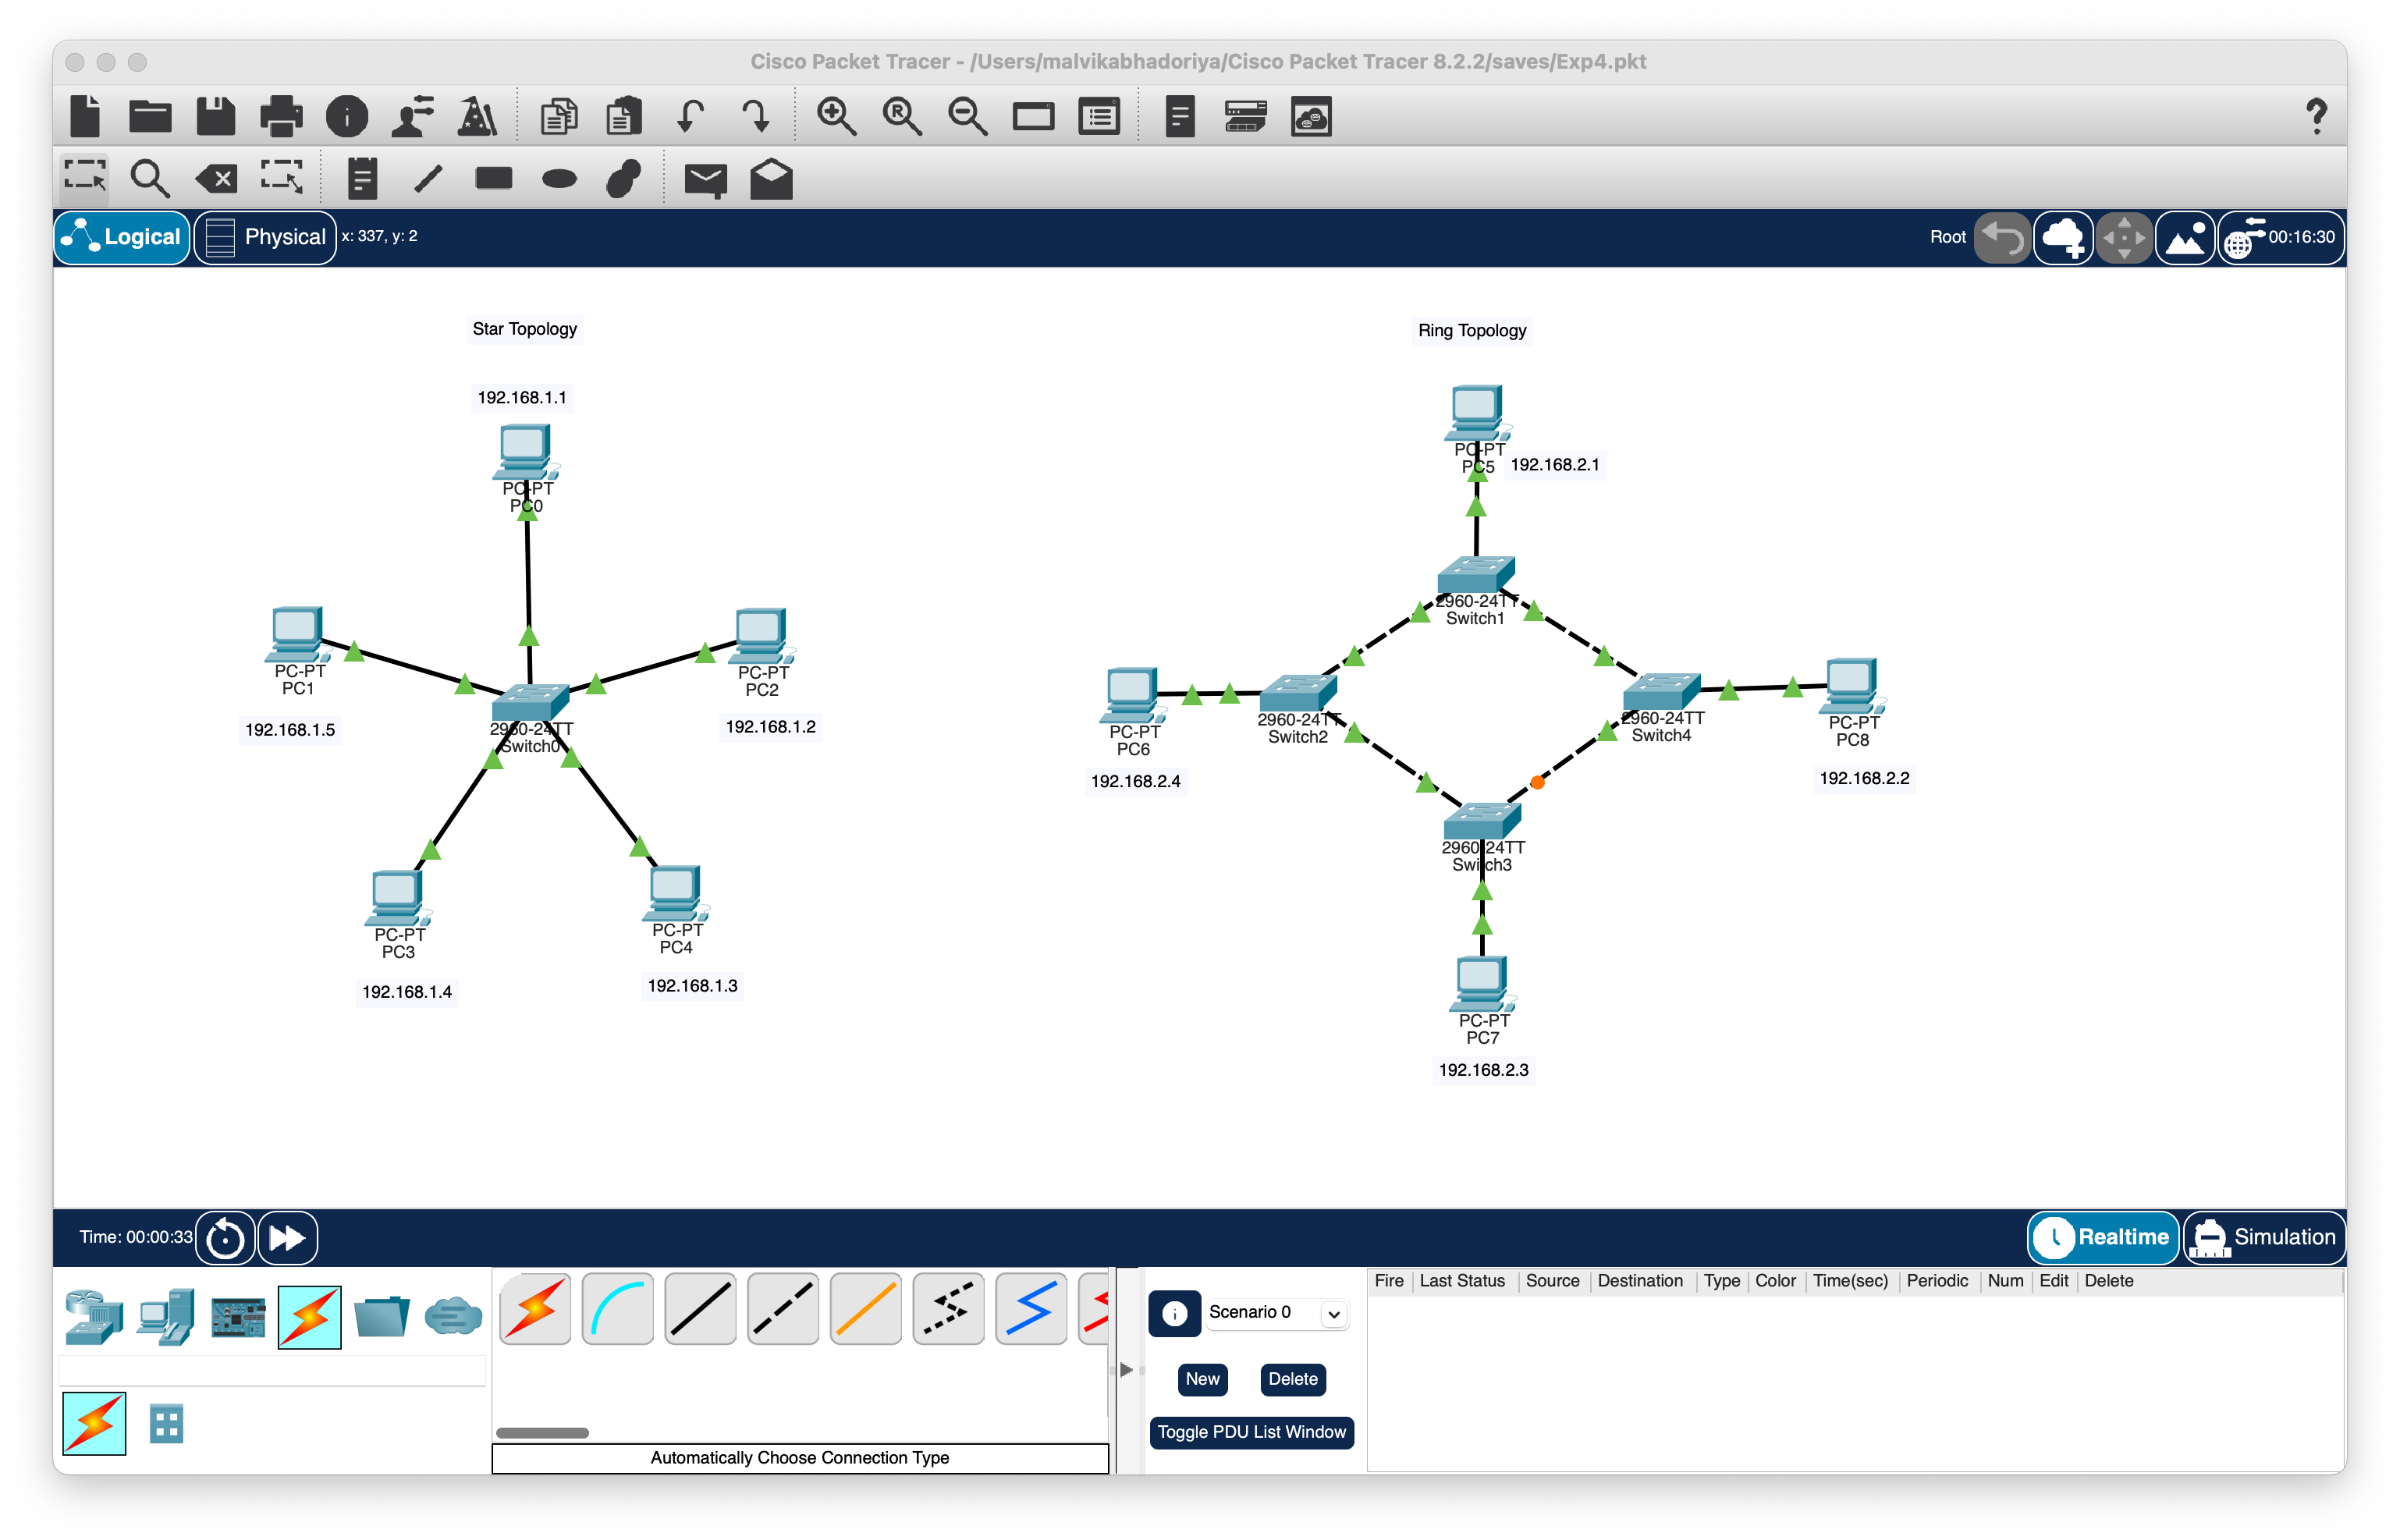 Cisco Packet Tracer - /Users/malvikabhadoriya/Cisco Packet Tracer 8.2.2/saves/Exp4.pkt
Logical
Physical
x: 337, y: 2
Root
00:16:30
Star Topology
192.168.1.1
PC-PT
PC0
PC-PT
PC1
192.168.1.5
PC-PT
PC2
192.168.1.2
2960-24TT
Switch0
PC-PT
PC3
192.168.1.4
PC-PT
PC4
192.168.1.3
Ring Topology
PC-PT
PC5
192.168.2.1
2960-24TT
Switch1
PC-PT
PC6
192.168.2.4
2960-24TT
Switch2
2960-24TT
Switch4
PC-PT
PC8
192.168.2.2
2960-24TT
Switch3
PC-PT
PC7
192.168.2.3
Time: 00:00:33
Realtime
Simulation
Automatically Choose Connection Type
Scenario 0
New
Delete
Toggle PDU List Window
Fire Last Status Source Destination Type Color Time(sec) Periodic Num Edit Delete